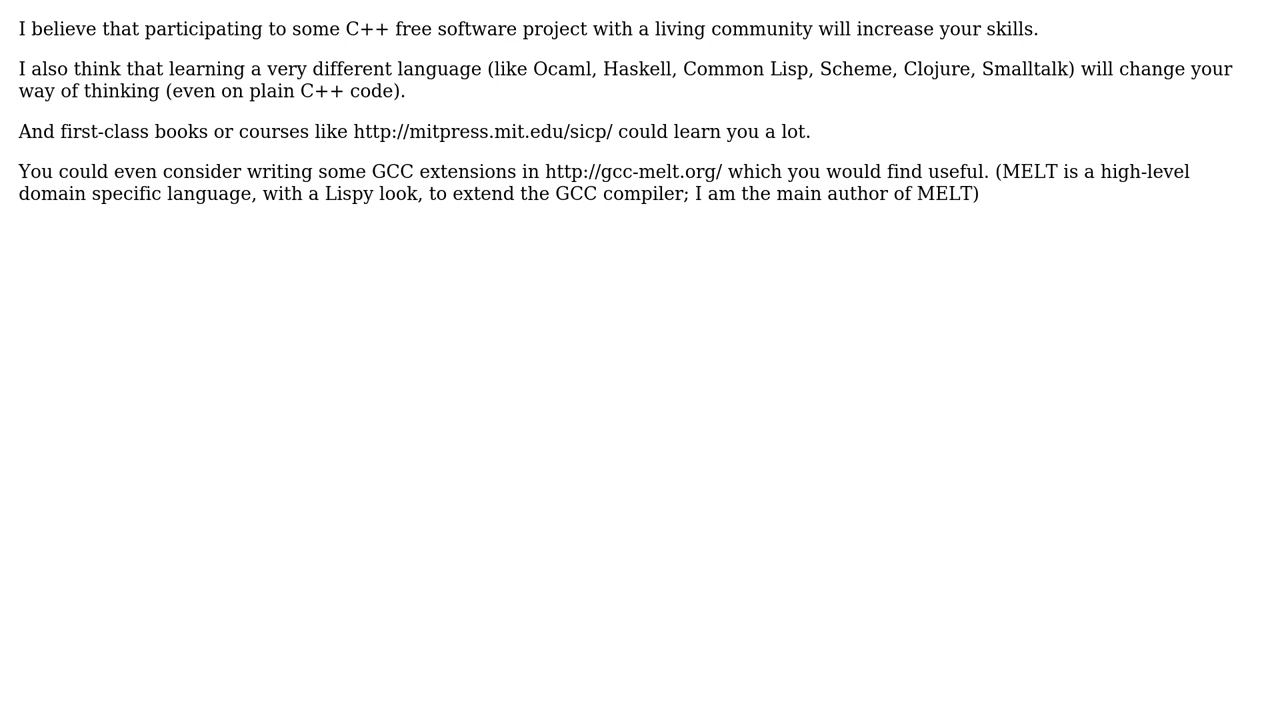 I believe that participating to some C++ free software project with a living community will increase your skills.
I also think that learning a very different language (like Ocaml, Haskell, Common Lisp, Scheme, Clojure, Smalltalk) will change your
way of thinking (even on plain C++ code).
And first-class books or courses like http://mitpress.mit.edu/sicp/ could learn you a lot.
You could even consider writing some GCC extensions in http://gcc-melt.org/ which you would find useful. (MELT is a high-level
domain specific language, with a Lispy look, to extend the GCC compiler; I am the main author of MELT)